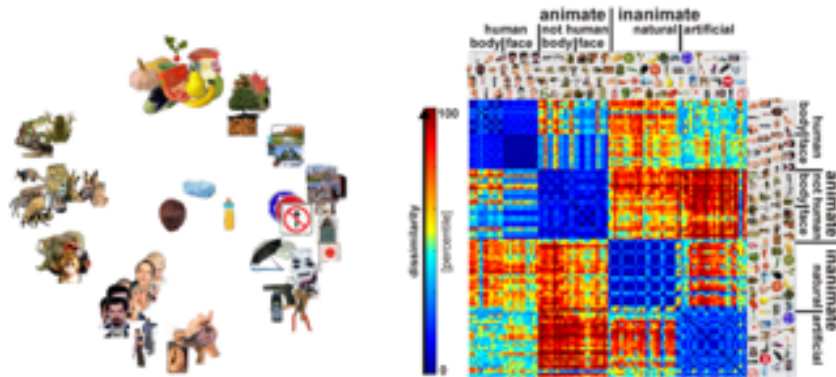 animate inanimate
human not human natural artificial
body face body face
100
dissimilarity
[percentile]
0
human
body face
animate
not human
body face
inanimate
natural artificial